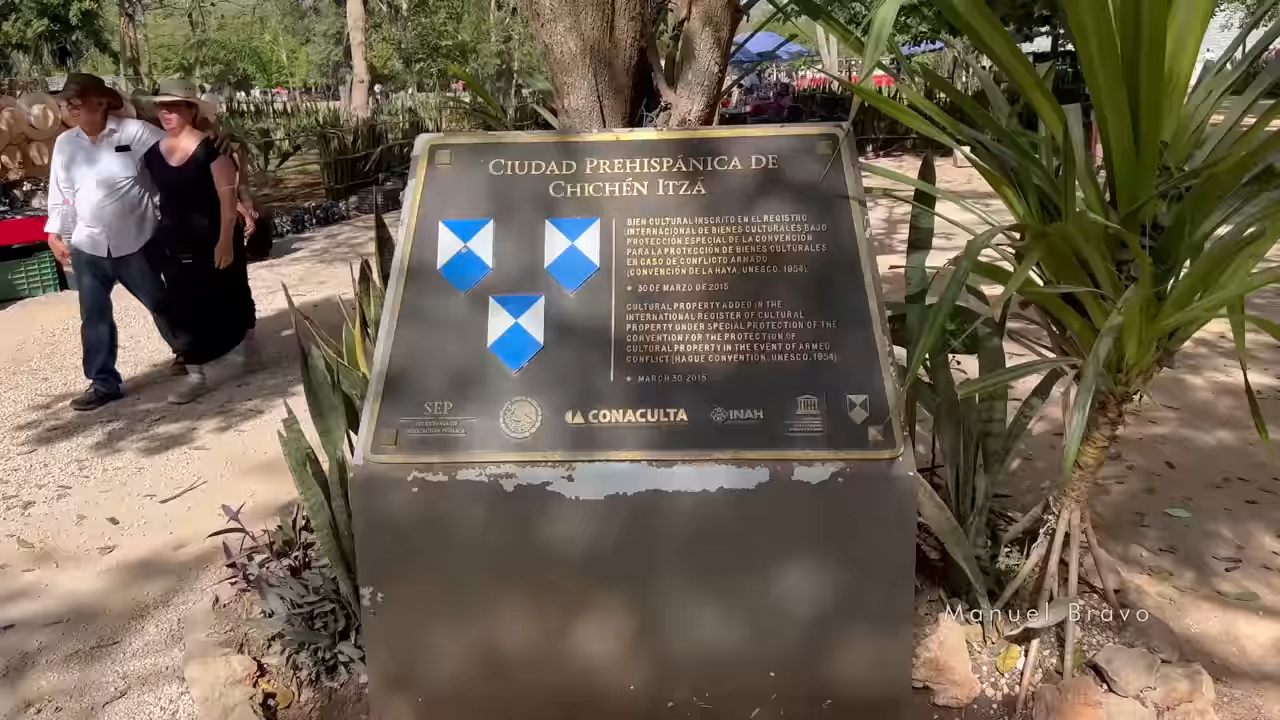 CIUDAD PREHISPÁNICA DE
CHICHÉN ITZÁ
BIEN CULTURAL INSCRITO EN EL REGISTRO
INTERNACIONAL DE BIENES CULTURALES BAJO
PROTECCIÓN ESPECIAL DE LA CONVENCIÓN
PARA LA PROTECCIÓN DE BIENES CULTURALES
EN CASO DE CONFLICTO ARMADO
(CONVENCIÓN DE LA HAYA, UNESCO, 1954).
30 DE MARZO DE 2015
CULTURAL PROPERTY ADDED IN THE
INTERNATIONAL REGISTER OF CULTURAL
PROPERTY UNDER SPECIAL PROTECTION OF THE
CONVENTION FOR THE PROTECTION OF
CULTURAL PROPERTY IN THE EVENT OF ARMED
CONFLICT (HAGUE CONVENTION, UNESCO, 1954)
MARCH 30, 2015
SEP
SECRETARÍA DE
EDUCACIÓN PÚBLICA
CONACULTA
INAH
Manuel Bravo